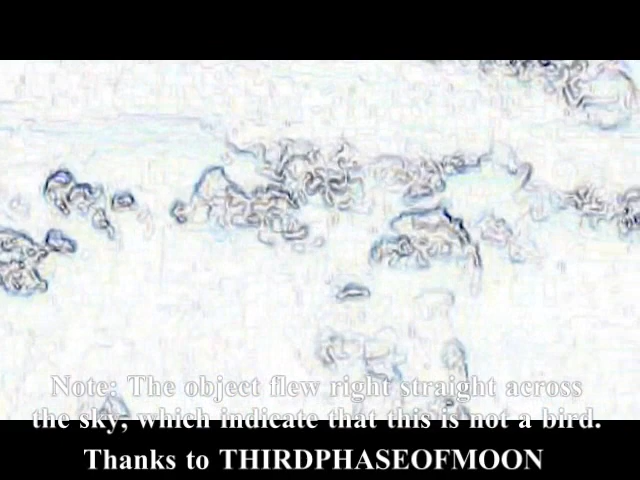 Note: The object flew right straight across
the sky, which indicate that this is not a bird.
Thanks to THIRDPHASEOFMOON